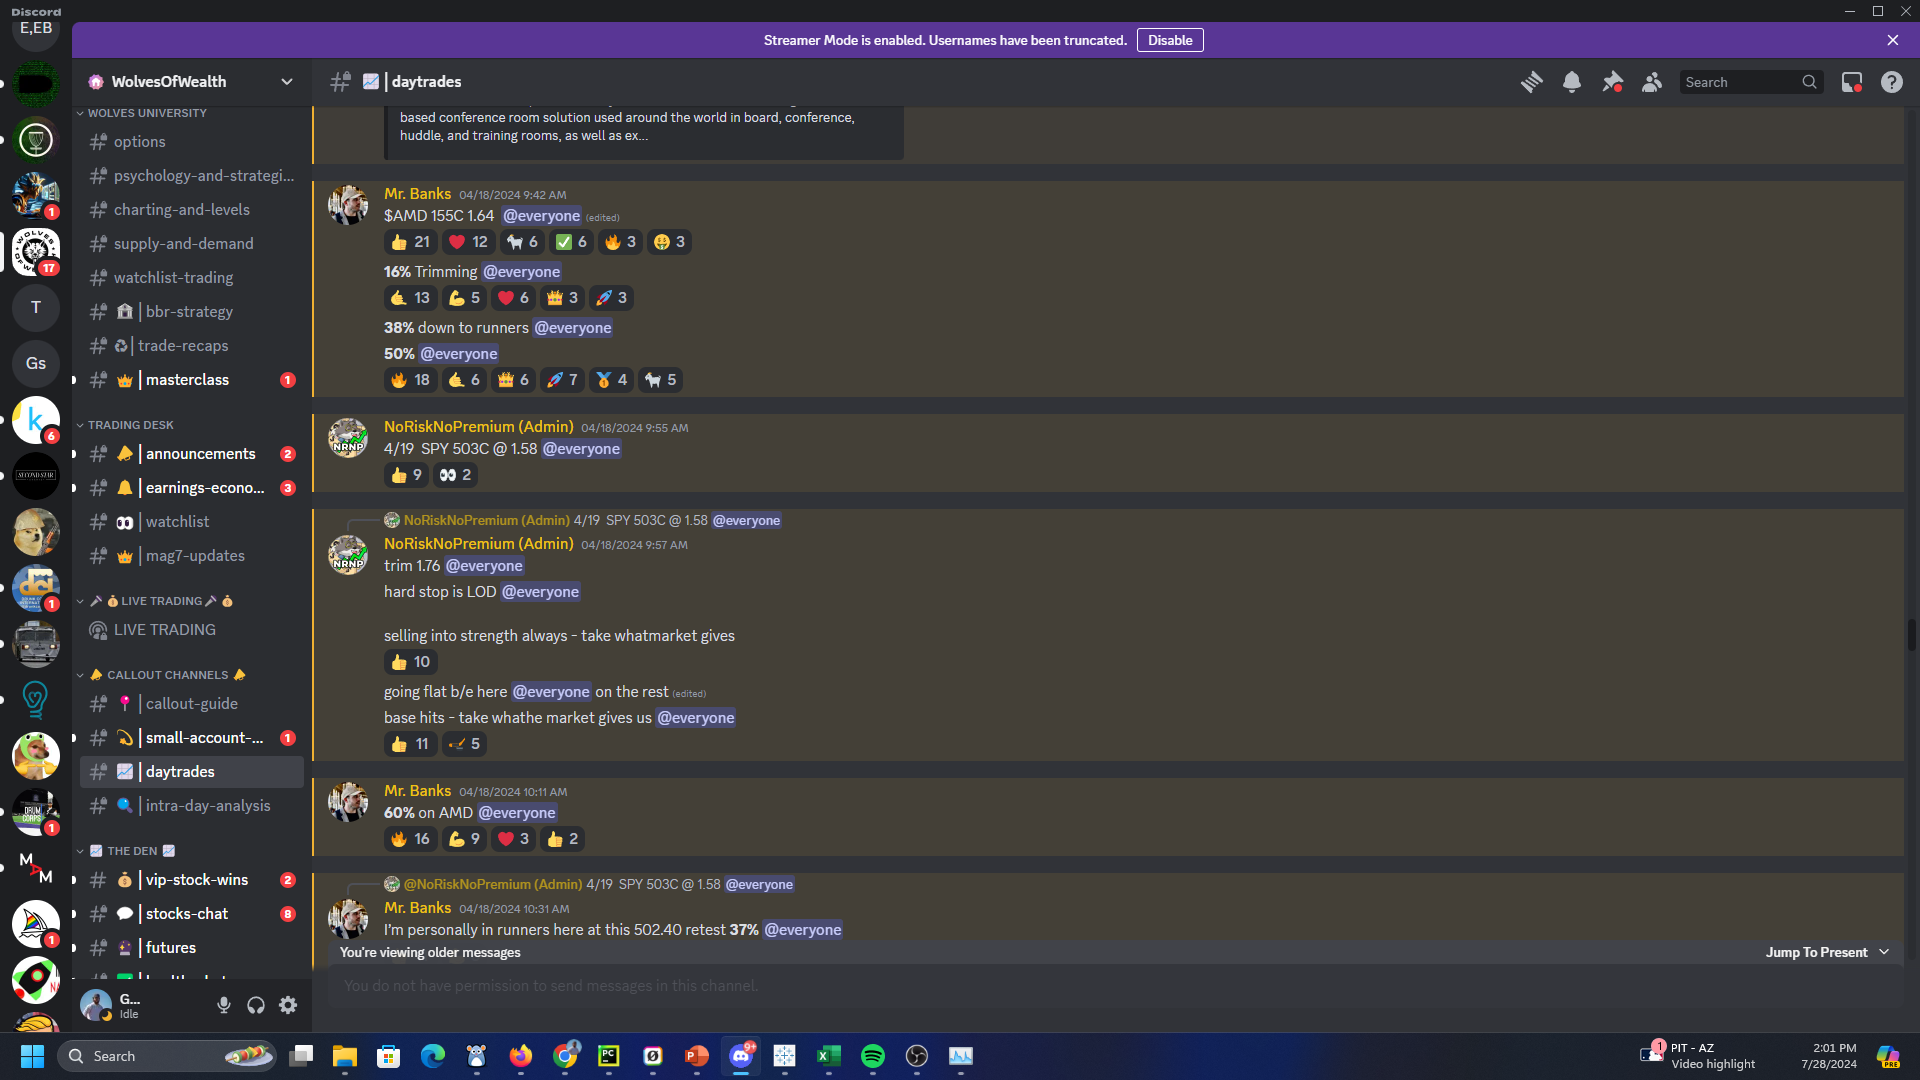 Discord
E,EB
Streamer Mode is enabled. Usernames have been truncated.
Disable
WolvesOfWealth
| daytrades
Search
WOLVES UNIVERSITY
options
psychology-and-strategi...
charting-and-levels
supply-and-demand
watchlist-trading
| bbr-strategy
| trade-recaps
| masterclass
1
TRADING DESK
| announcements
2
| earnings-econo...
3
| watchlist
| mag7-updates
LIVE TRADING
LIVE TRADING
CALLOUT CHANNELS
| callout-guide
| small-account-...
1
| daytrades
| intra-day-analysis
THE DEN
| vip-stock-wins
2
| stocks-chat
8
| futures
1
17
T
Gs
k
6
SECOND STAR
dci
1
DRUM CORPS
1
M A M
1
G...
Idle
based conference room solution used around the world in board, conference,
huddle, and training rooms, as well as ex...
Mr. Banks 04/18/2024 9:42 AM
$AMD 155C 1.64 @everyone (edited)
21 12 6 6 3 3
16% Trimming @everyone
13 5 6 3 3
38% down to runners @everyone
50% @everyone
18 6 6 7 4 5
NoRiskNoPremium (Admin) 04/18/2024 9:55 AM
NRNP
4/19 SPY 503C @ 1.58 @everyone
9 2
NoRiskNoPremium (Admin) 4/19 SPY 503C @ 1.58 @everyone
NoRiskNoPremium (Admin) 04/18/2024 9:57 AM
NRNP
trim 1.76 @everyone
hard stop is LOD @everyone
selling into strength always - take whatmarket gives
10
going flat b/e here @everyone on the rest (edited)
base hits - take whathe market gives us @everyone
11 5
Mr. Banks 04/18/2024 10:11 AM
60% on AMD @everyone
16 9 3 2
@NoRiskNoPremium (Admin) 4/19 SPY 503C @ 1.58 @everyone
Mr. Banks 04/18/2024 10:31 AM
I'm personally in runners here at this 502.40 retest 37% @everyone
You're viewing older messages
Jump To Present
You do not have permission to send messages in this channel.
Search
PC
9+
1
PIT - AZ
Video highlight
2:01 PM
7/28/2024
PRE